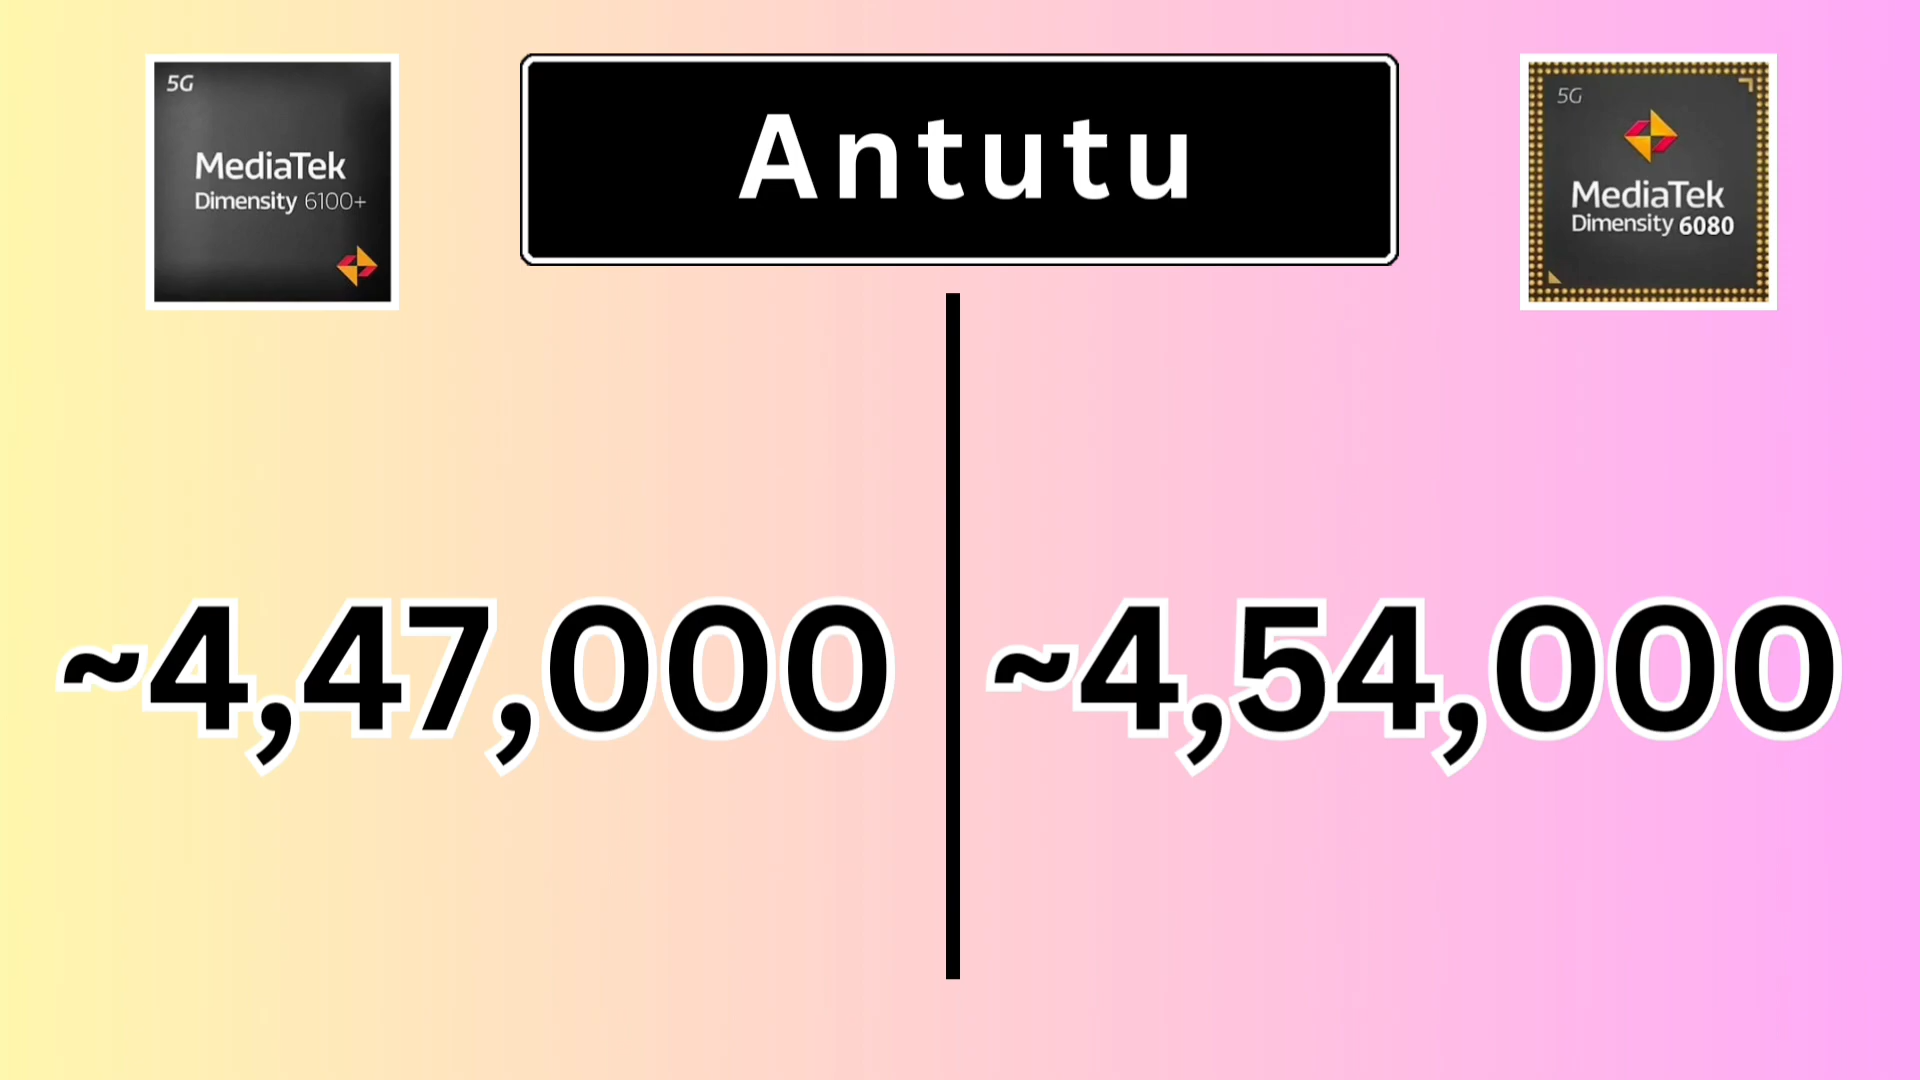 5G
MediaTek
Dimensity 6100+
Antutu
5G
MediaTek
Dimensity 6080
~4,47,000
~4,54,000